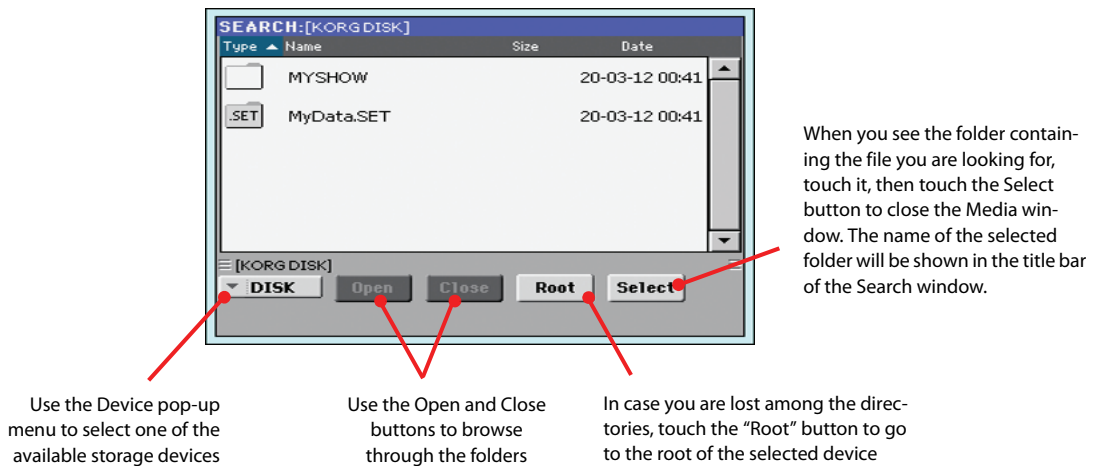 SEARCH:[KORG DISK]
Type Name Size Date
MYSHOW 20-03-12 00:41
.SET MyData.SET 20-03-12 00:41
[KORG DISK]
DISK Open Close Root Select
When you see the folder contain-
ing the file you are looking for,
touch it, then touch the Select
button to close the Media win-
dow. The name of the selected
folder will be shown in the title bar
of the Search window.
Use the Device pop-up
menu to select one of the
available storage devices
Use the Open and Close
buttons to browse
through the folders
In case you are lost among the direc-
tories, touch the “Root” button to go
to the root of the selected device